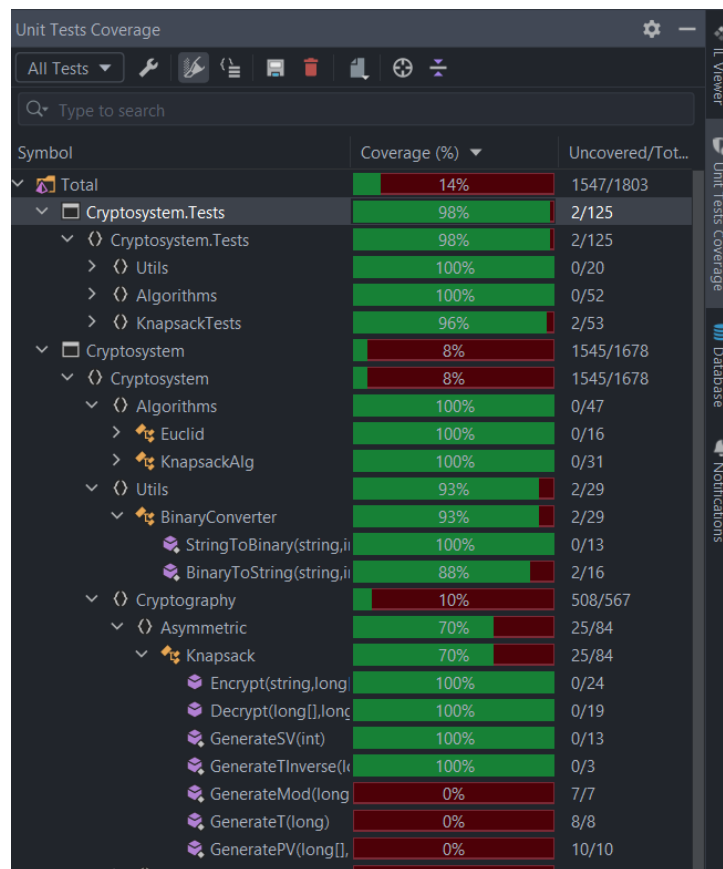 Unit Tests Coverage
All Tests
Type to search
Symbol Coverage (%) Uncovered/Tot...
Total 14% 1547/1803
Cryptosystem.Tests 98% 2/125
Cryptosystem.Tests 98% 2/125
Utils 100% 0/20
Algorithms 100% 0/52
KnapsackTests 96% 2/53
Cryptosystem 8% 1545/1678
Cryptosystem 8% 1545/1678
Algorithms 100% 0/47
Euclid 100% 0/16
KnapsackAlg 100% 0/31
Utils 93% 2/29
BinaryConverter 93% 2/29
StringToBinary(string,i 100% 0/13
BinaryToString(string,i 88% 2/16
Cryptography 10% 508/567
Asymmetric 70% 25/84
Knapsack 70% 25/84
Encrypt(string,long 100% 0/24
Decrypt(long[],long 100% 0/19
GenerateSV(int) 100% 0/13
GenerateTInverse(l 100% 0/3
GenerateMod(long 0% 7/7
GenerateT(long) 0% 8/8
GeneratePV(long[], 0% 10/10
IL Viewer
Unit Tests Coverage
Database
Notifications